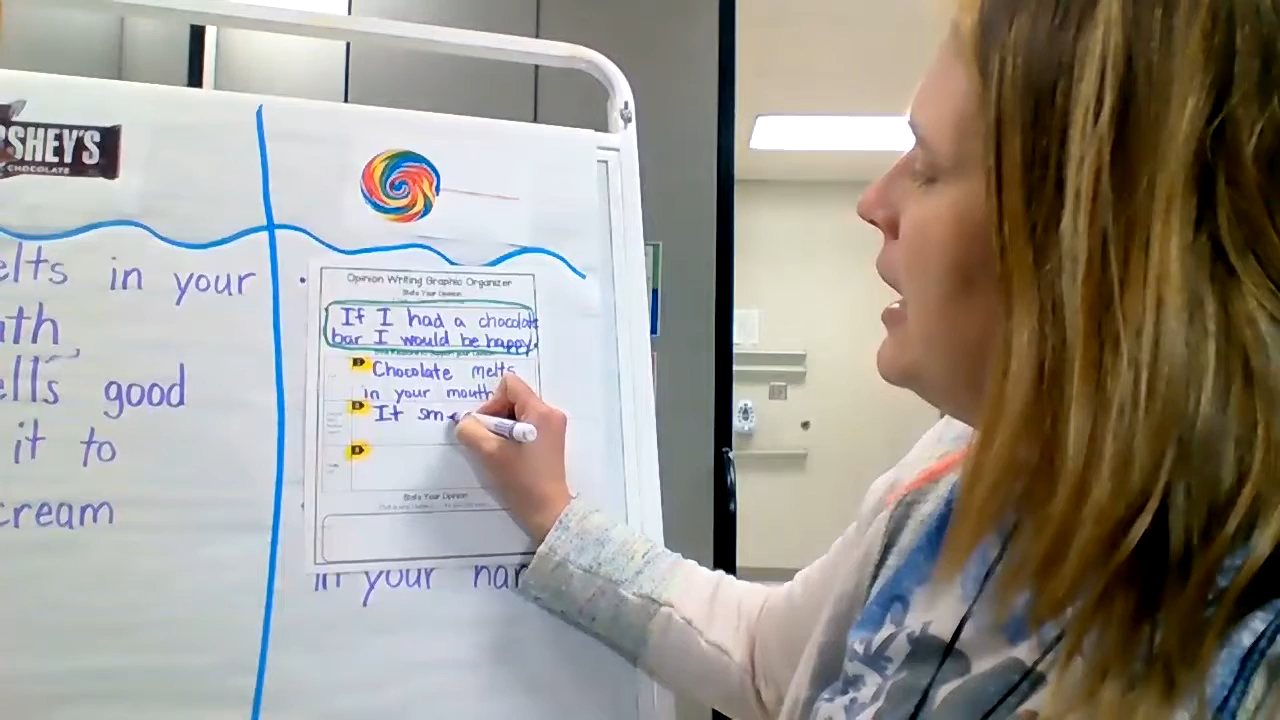 SHEY'S
CHOCOLATE
elts in your
uth
ells good
it to
cream
Opinion Writing Graphic Organizer
State Your Opinion
If I had a chocolate
bar I would be happy.
Chocolate melts
in your mouth
It sm
State Your Opinion
in your han